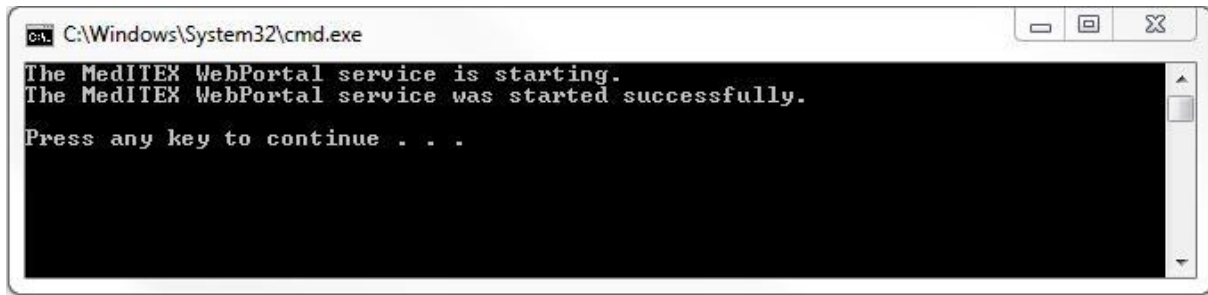 C:\Windows\System32\cmd.exe
The MedITEX WebPortal service is starting.
The MedITEX WebPortal service was started successfully.
Press any key to continue . . .